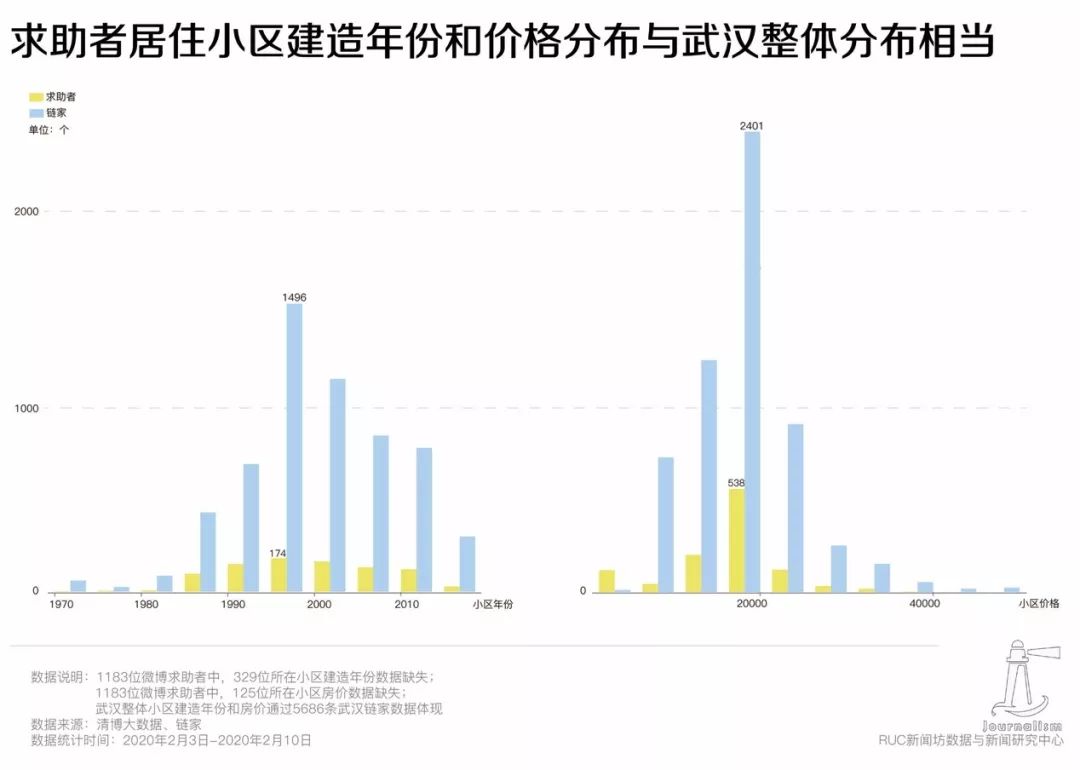 求助者居住小区建造年份和价格分布与武汉整体分布相当
求助者
链家
单位：个
2401
2000
1496
1000
538
174
0
0
1970 1980 1990 2000 2010 小区年份
20000 40000 小区价格
数据说明：1183位微博求助者中，329位所在小区建造年份数据缺失；
1183位微博求助者中，125位所在小区房价数据缺失；
武汉整体小区建造年份和房价通过5686条武汉链家数据体现
数据来源：清博大数据、链家
数据统计时间：2020年2月3日-2020年2月10日
Journalism
RUC新闻坊数据与新闻研究中心